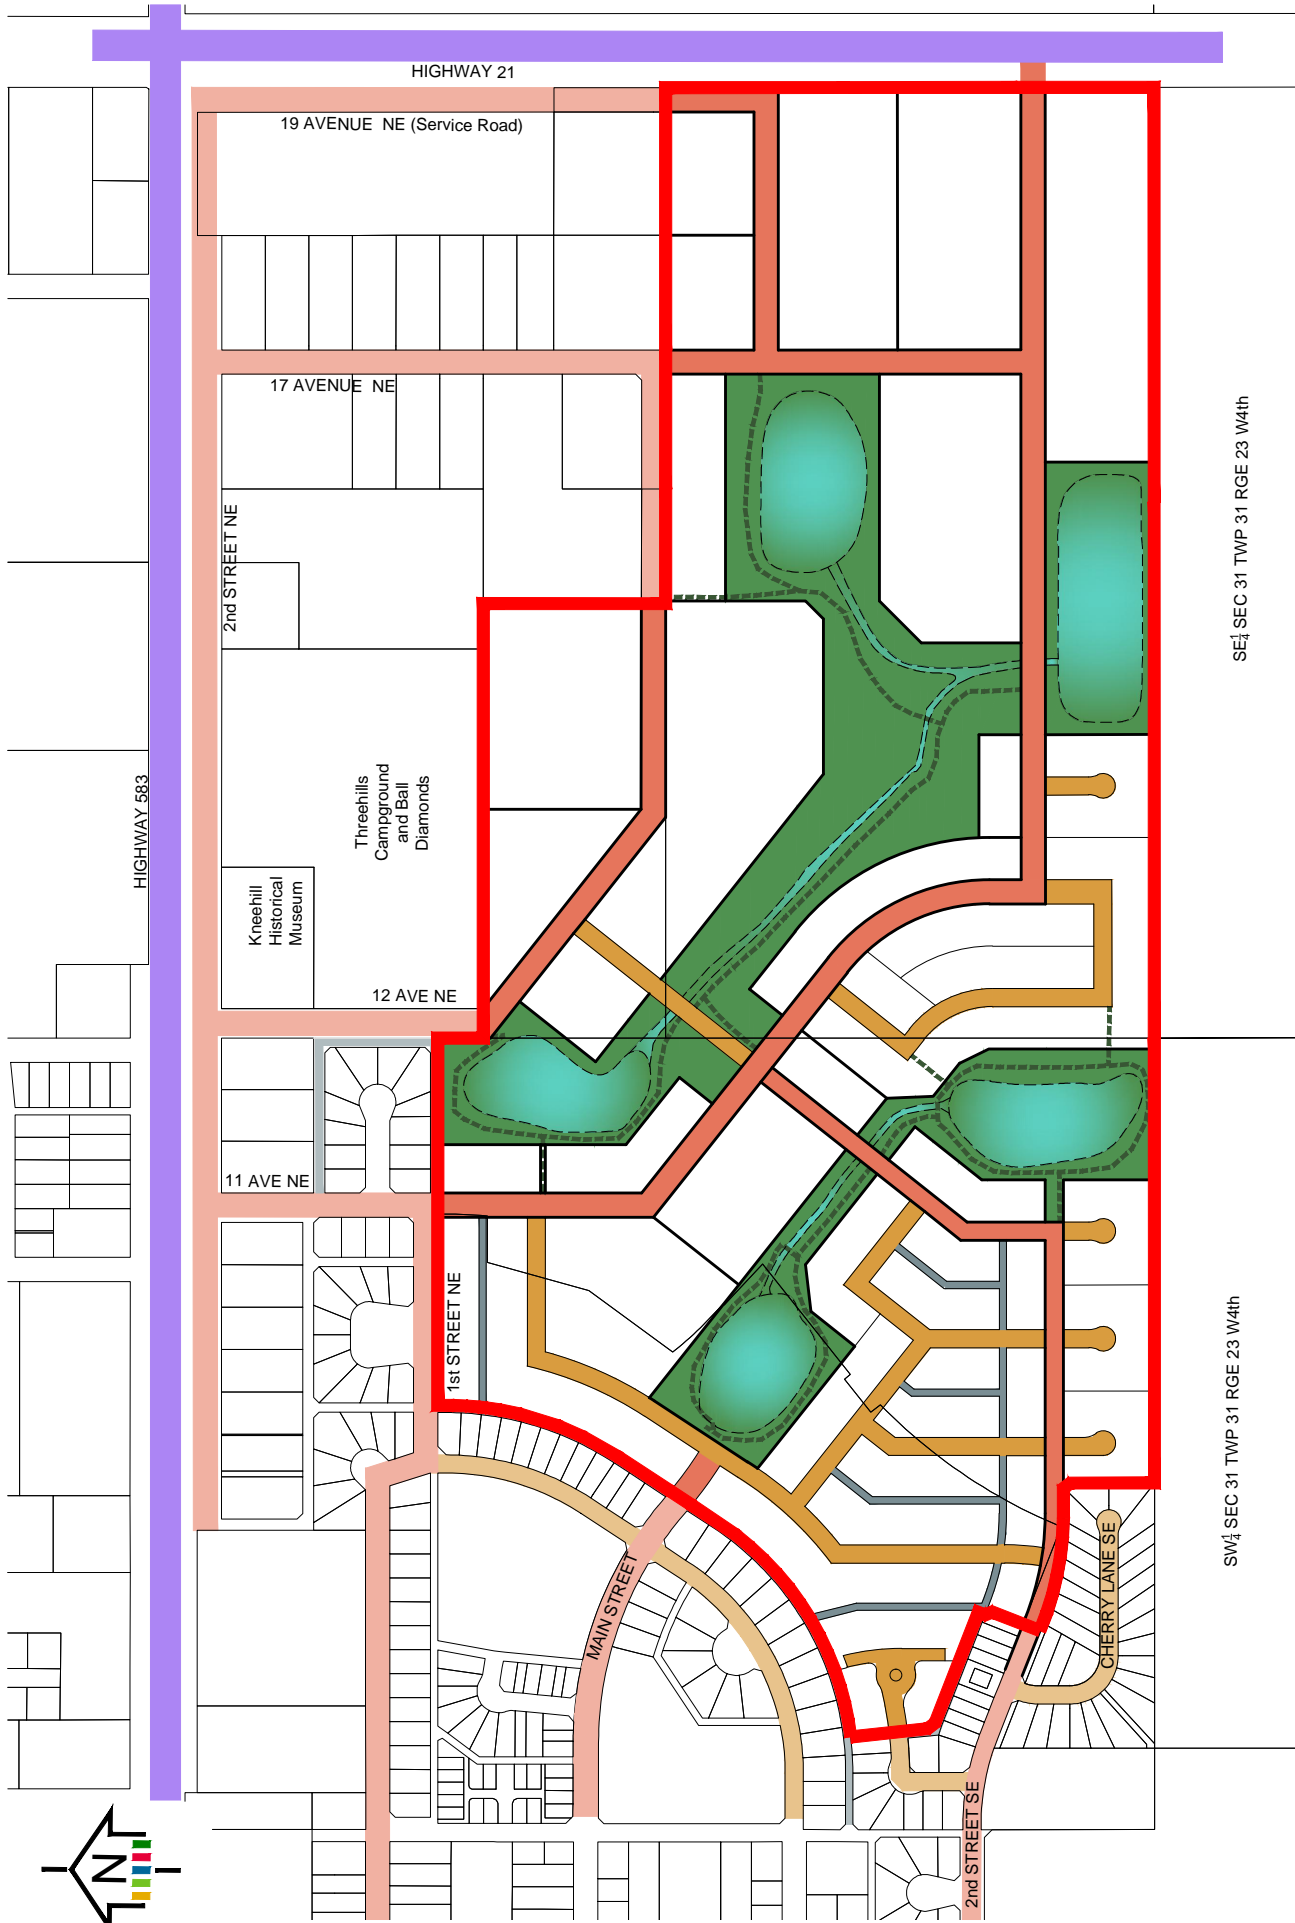 HIGHWAY 21
19 AVENUE NE (Service Road)
17 AVENUE NE
2nd STREET NE
SE¼ SEC 31 TWP 31 RGE 23 W4th
HIGHWAY 583
Threehills
Campground
and Ball
Diamonds
Kneehill
Historical
Museum
12 AVE NE
11 AVE NE
1st STREET NE
SW¼ SEC 31 TWP 31 RGE 23 W4th
MAIN STREET
CHERRY LANE SE
2nd STREET SE
N